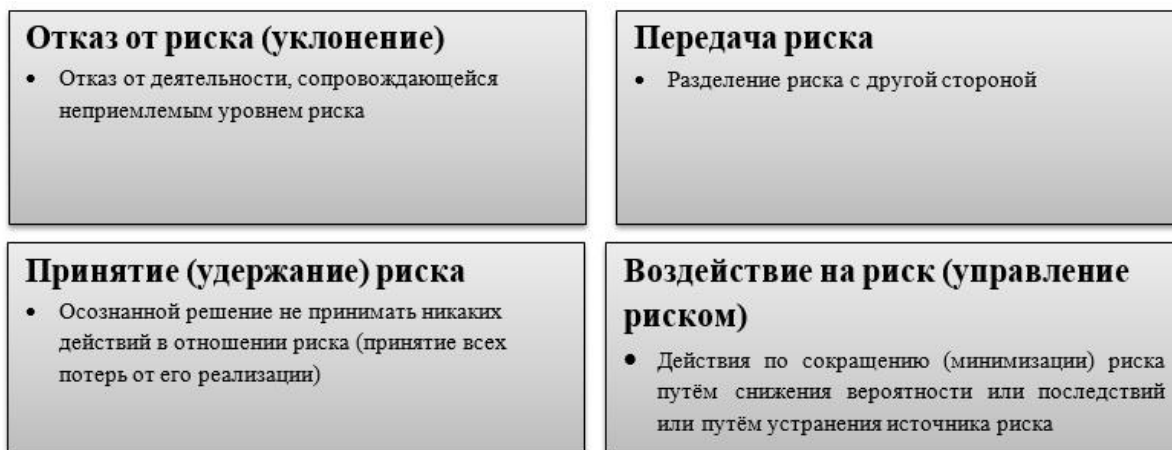 Отказ от риска (уклонение)
• Отказ от деятельности, сопровождающейся
неприемлемым уровнем риска
Передача риска
• Разделение риска с другой стороной
Принятие (удержание) риска
• Осознанной решение не принимать никаких
действий в отношении риска (принятие всех
потерь от его реализации)
Воздействие на риск (управление
риском)
• Действия по сокращению (минимизации) риска
путём снижения вероятности или последствий
или путём устранения источника риска